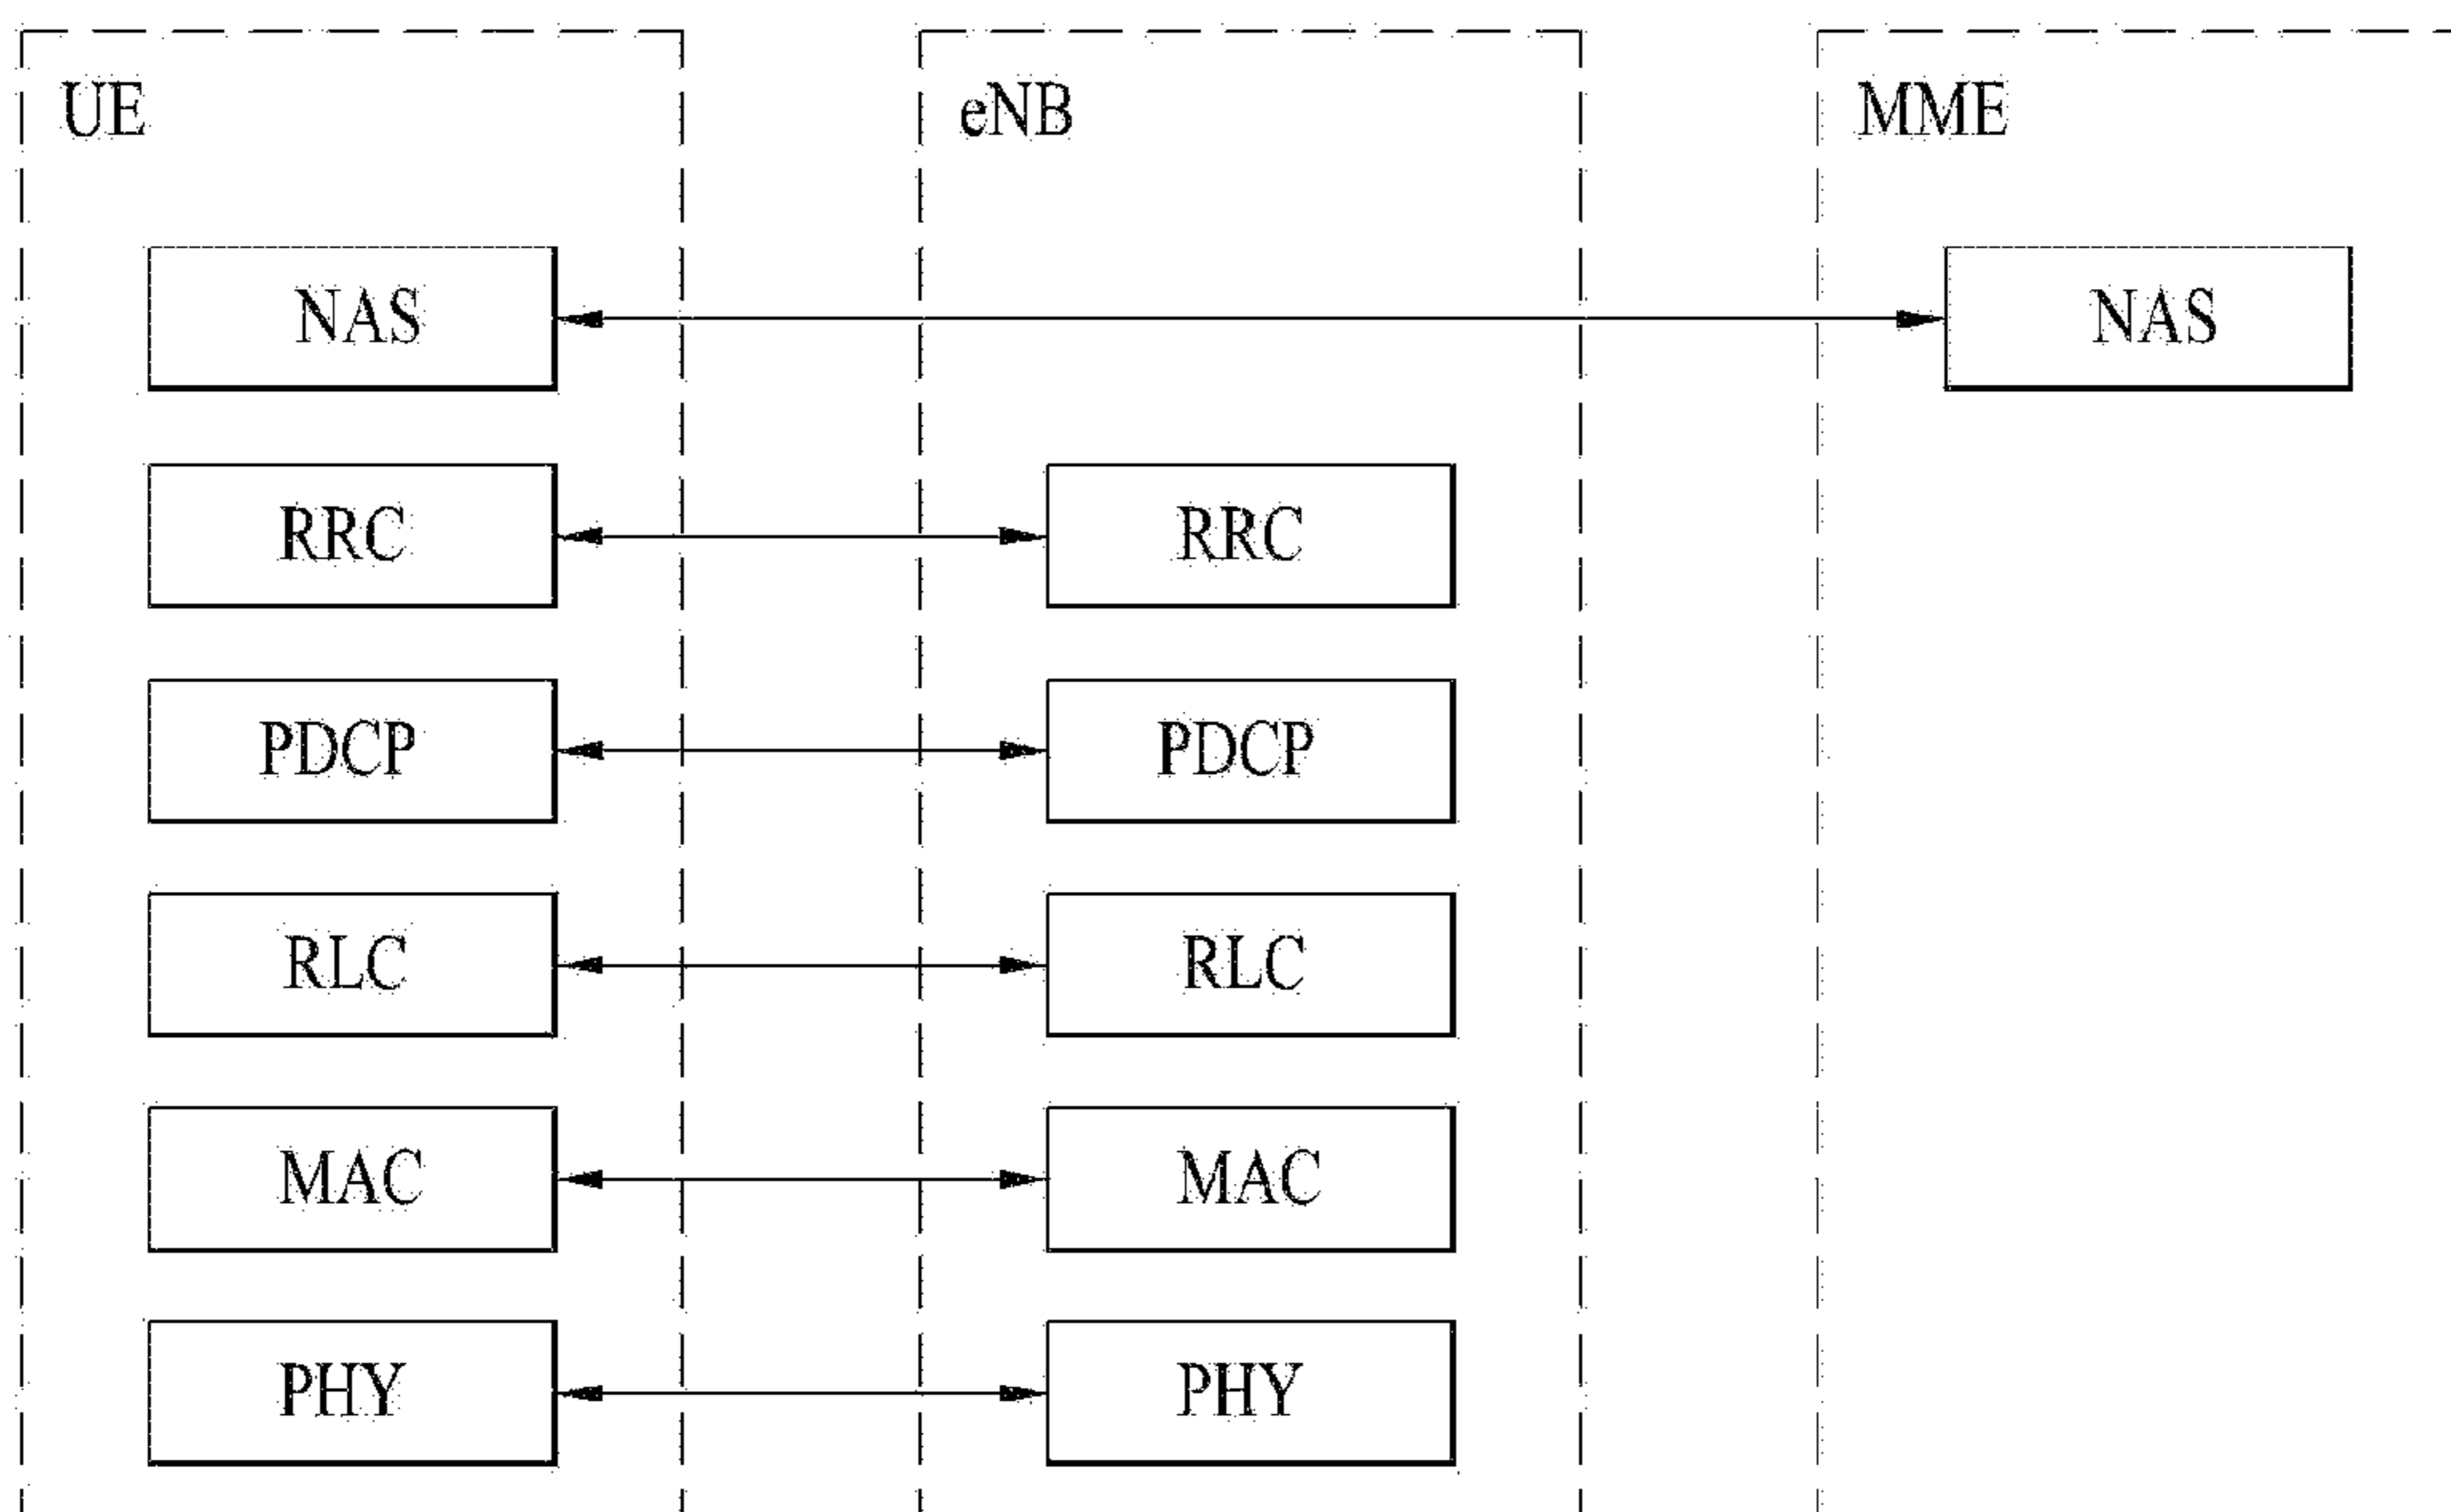 UE eNB MME
NAS NAS
RRC RRC
PDCP PDCP
RLC RLC
MAC MAC
PHY PHY